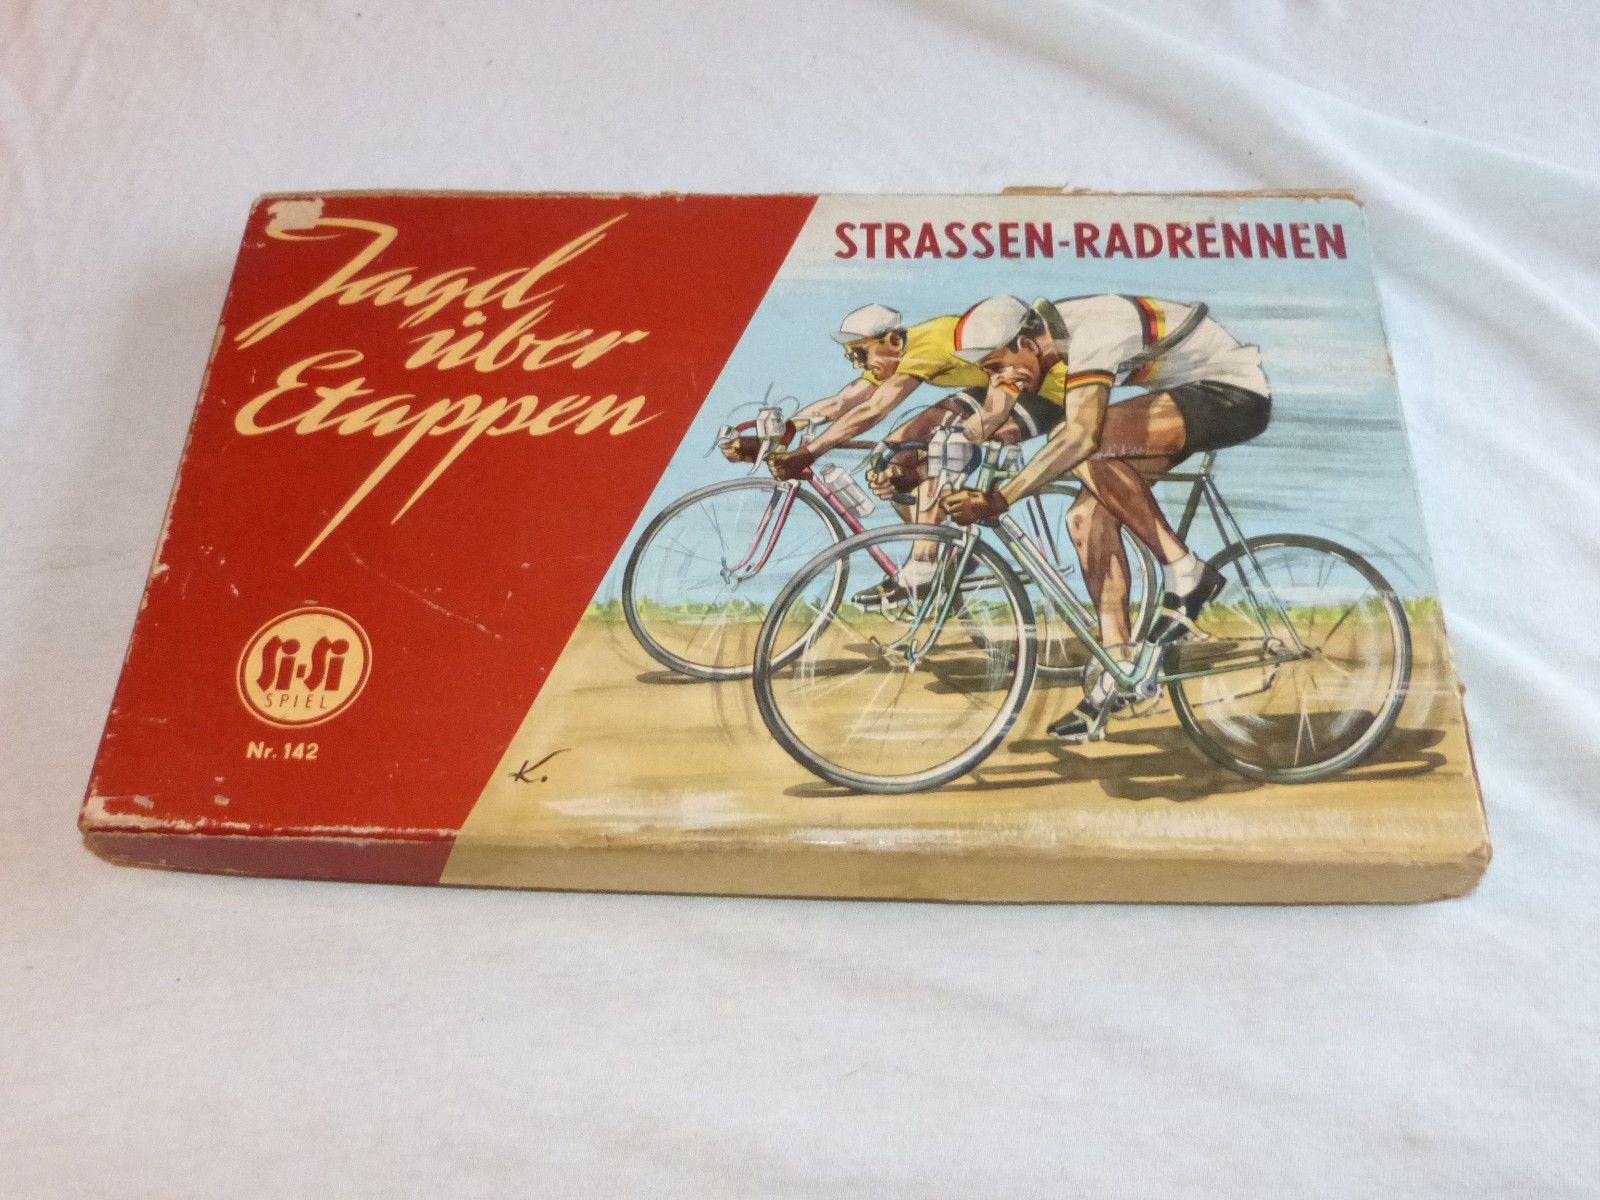 Jagd
über
Etappen
STRASSEN-RADRENNEN
Si-Si
SPIEL
Nr. 142
K.